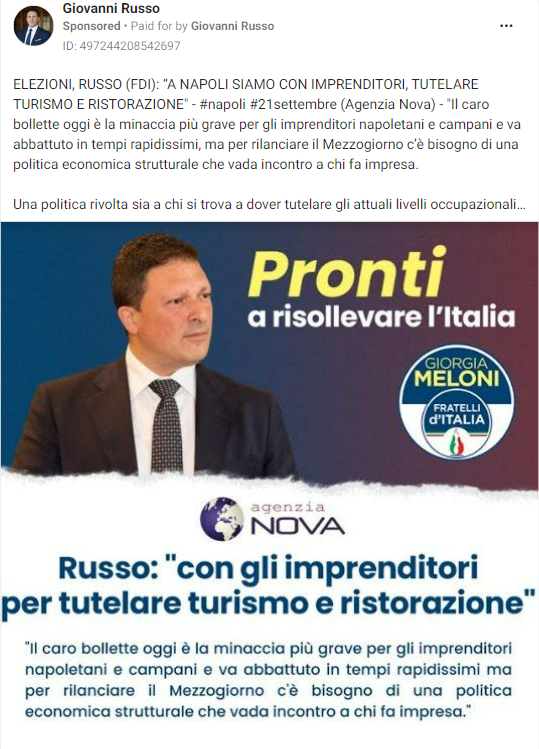 Giovanni Russo
Sponsored • Paid for by Giovanni Russo
ID: 497244208542697
ELEZIONI, RUSSO (FDI): “A NAPOLI SIAMO CON IMPRENDITORI, TUTELARE
TURISMO E RISTORAZIONE" - #napoli #21settembre (Agenzia Nova) - "Il caro
bollette oggi è la minaccia più grave per gli imprenditori napoletani e campani e va
abbattuto in tempi rapidissimi, ma per rilanciare il Mezzogiorno c’è bisogno di una
politica economica strutturale che vada incontro a chi fa impresa.
Una politica rivolta sia a chi si trova a dover tutelare gli attuali livelli occupazionali...
Pronti
a risollevare l’Italia
GIORGIA
MELONI
FRATELLI
d'ITALIA
agenzia
NOVA
Russo: "con gli imprenditori
per tutelare turismo e ristorazione"
"Il caro bollette oggi è la minaccia più grave per gli imprenditori
napoletani e campani e va abbattuto in tempi rapidissimi ma
per rilanciare il Mezzogiorno c'è bisogno di una politica
economica strutturale che vada incontro a chi fa impresa."